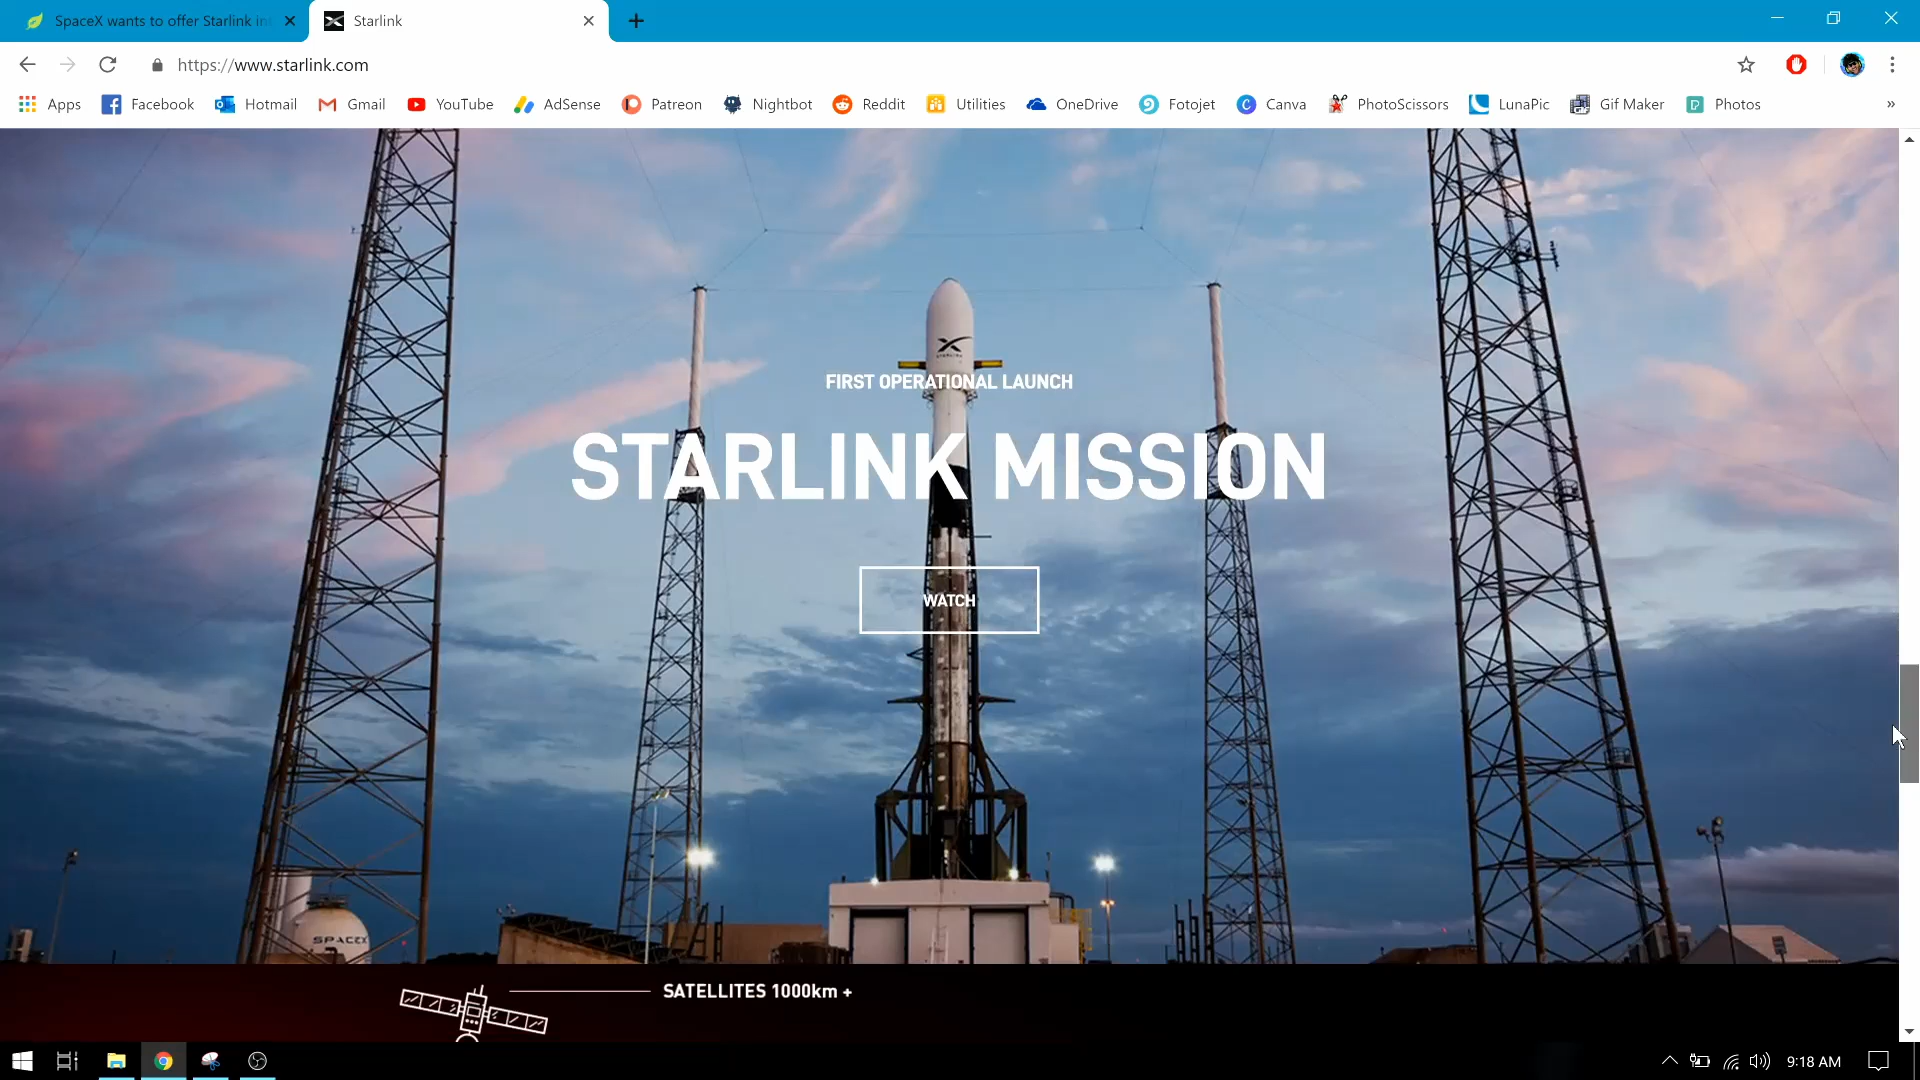 SpaceX wants to offer Starlink in
Starlink
https://www.starlink.com
Apps
Facebook
Hotmail
Gmail
YouTube
AdSense
Patreon
Nightbot
Reddit
Utilities
OneDrive
Fotojet
Canva
PhotoScissors
LunaPic
Gif Maker
Photos
»
STARLINK
FIRST OPERATIONAL LAUNCH
STARLINK MISSION
WATCH
SPACEX
SATELLITES 1000km +
9:18 AM